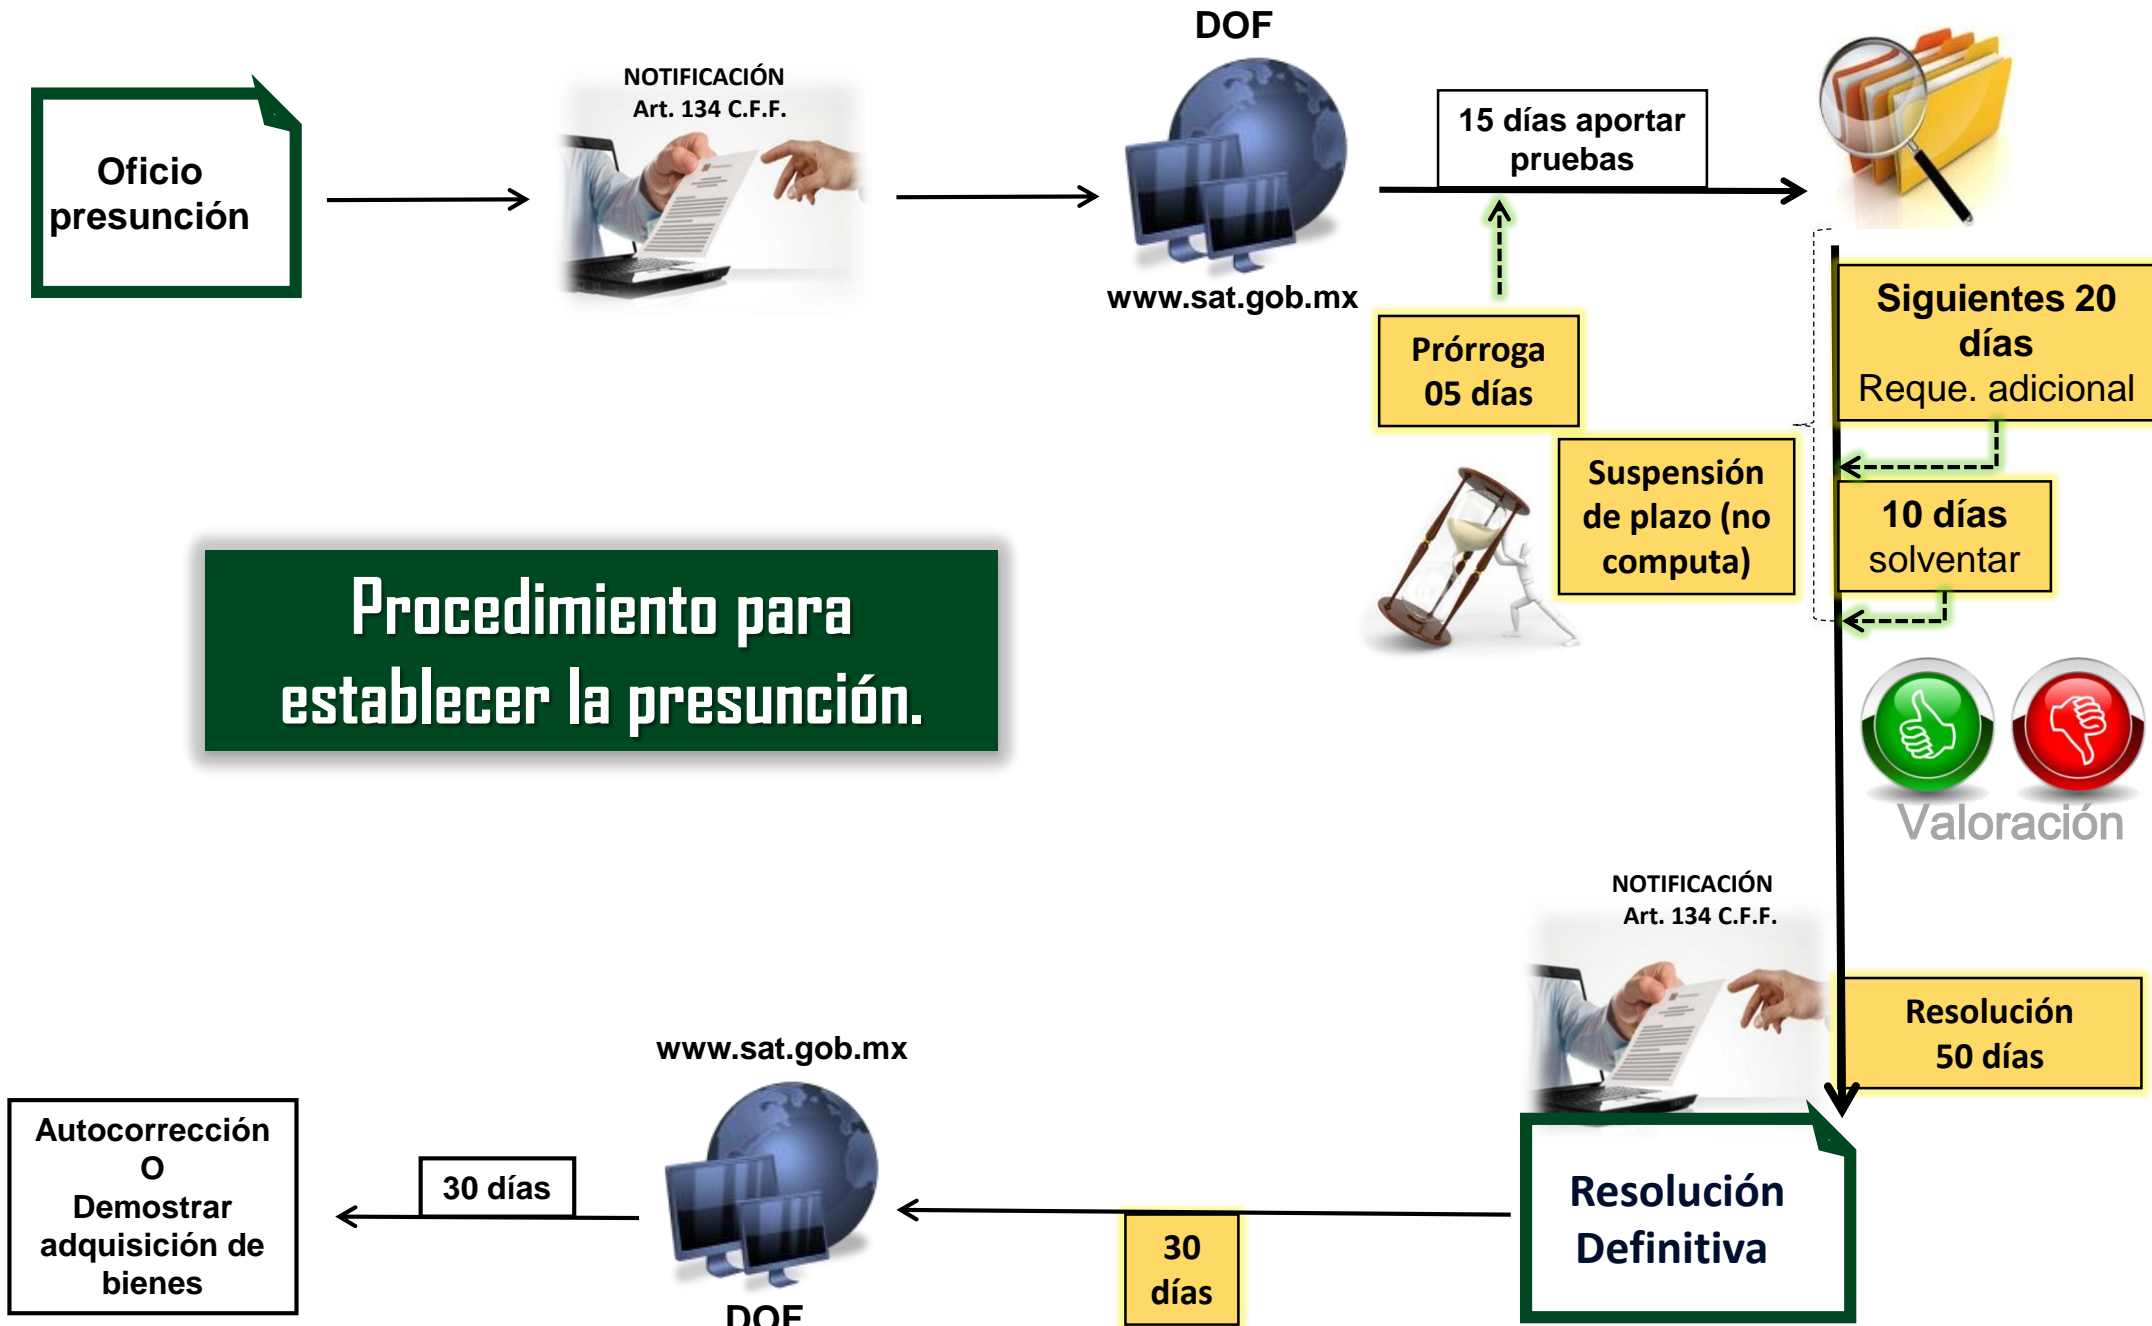 Oficio
presunción
NOTIFICACIÓN
Art. 134 C.F.F.
DOF
www.sat.gob.mx
15 días aportar
pruebas
Prórroga
05 días
Siguientes 20
días
Reque. adicional
Suspensión
de plazo (no
computa)
10 días
solventar
Procedimiento para
establecer la presunción.
Valoración
NOTIFICACIÓN
Art. 134 C.F.F.
Resolución
50 días
Resolución
Definitiva
30
días
www.sat.gob.mx
DOF
30 días
Autocorrección
O
Demostrar
adquisición de
bienes